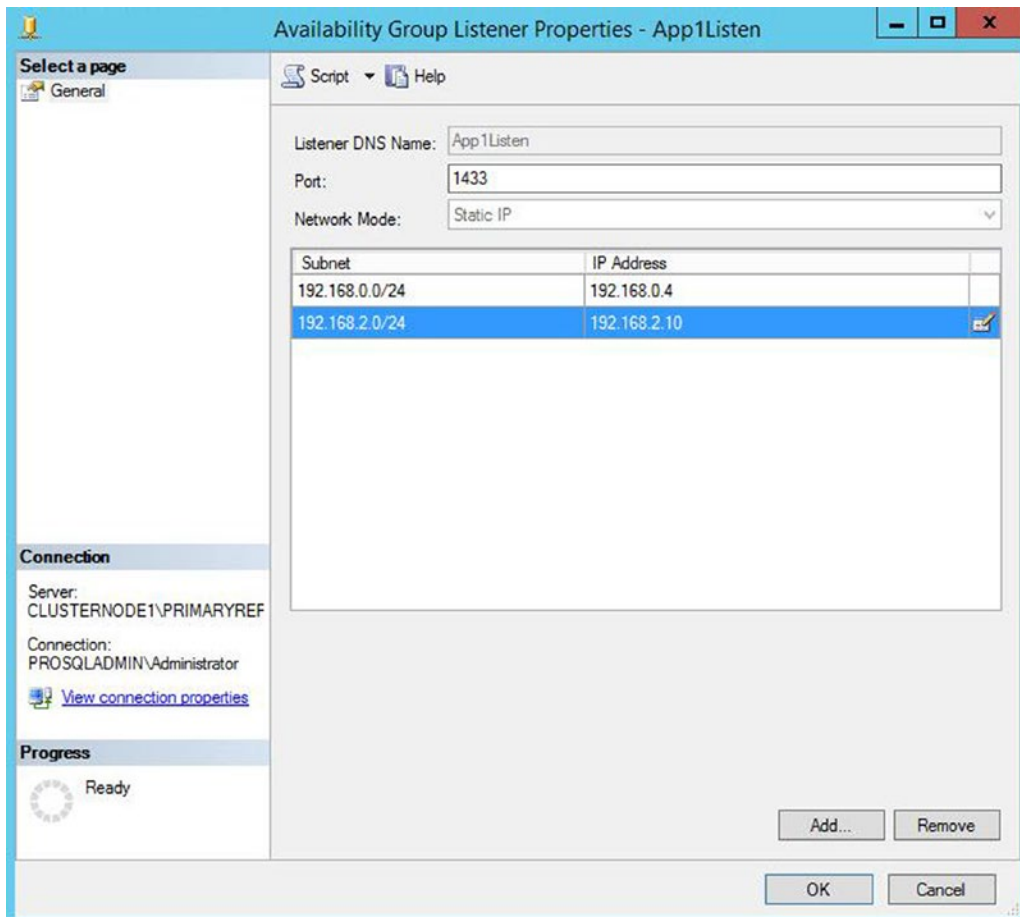 Availability Group Listener Properties - App1Listen
Select a page
General
Script
Help
Listener DNS Name: App1Listen
Port: 1433
Network Mode: Static IP
Subnet IP Address
192.168.0.0/24 192.168.0.4
192.168.2.0/24 192.168.2.10
Connection
Server:
CLUSTERNODE1\PRIMARYREF
Connection:
PROSQLADMIN\Administrator
View connection properties
Progress
Ready
Add... Remove
OK Cancel